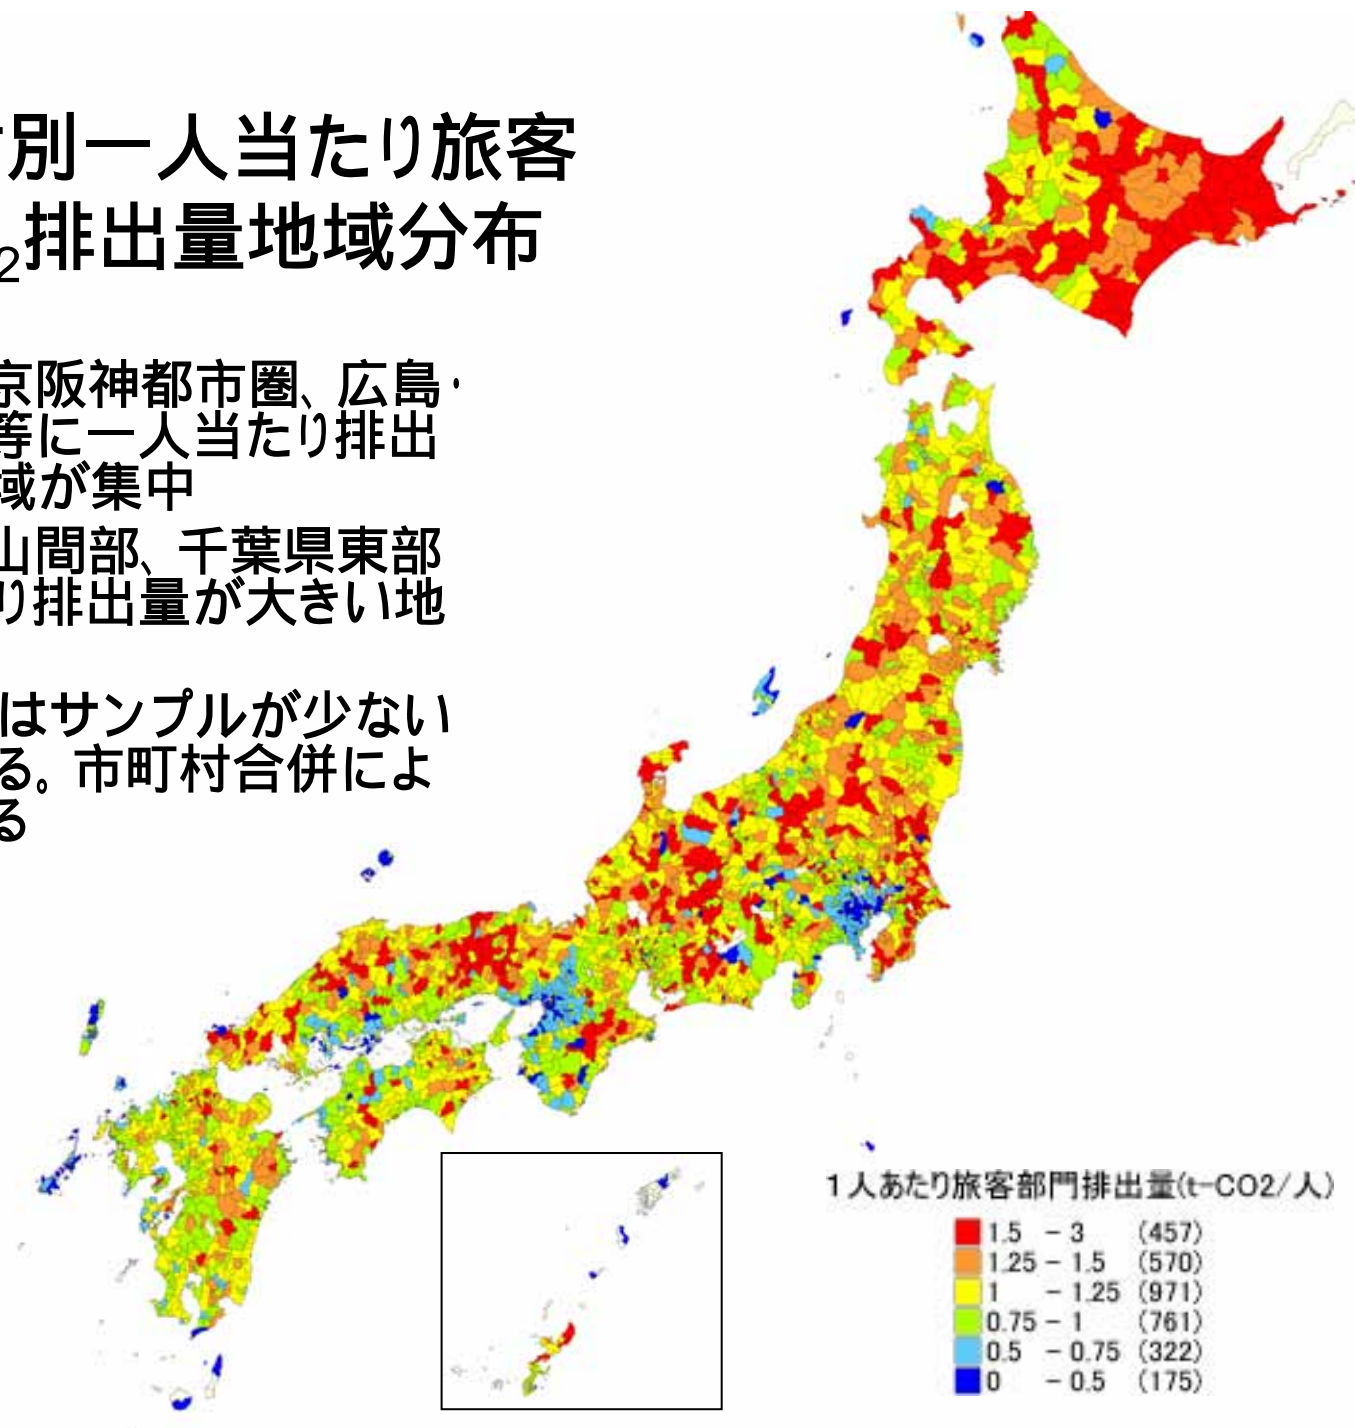 別一人当たり旅客
2排出量地域分布
京阪神都市圏、広島・
等に一人当たり排出
域が集中
山間部、千葉県東部
り排出量が大きい地
はサンプルが少ない
る。市町村合併によ
る
1人あたり旅客部門排出量(t-CO2/人)
1.5 - 3 (457)
1.25 - 1.5 (570)
1 - 1.25 (971)
0.75 - 1 (761)
0.5 - 0.75 (322)
0 - 0.5 (175)